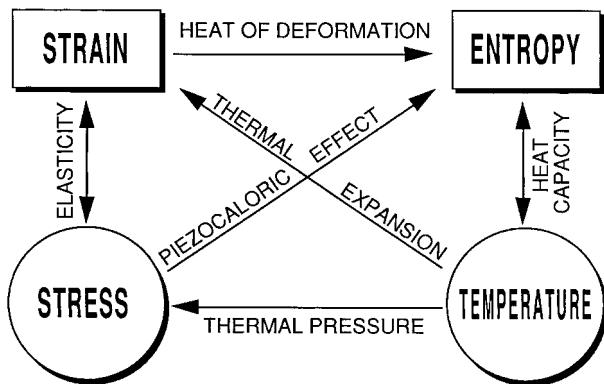 HEAT OF DEFORMATION
STRAIN
ENTROPY
THERMAL EXPANSION
PIEZOCALORIC EFFECT
ELASTICITY
HEAT
CAPACITY
STRESS
TEMPERATURE
THERMAL PRESSURE